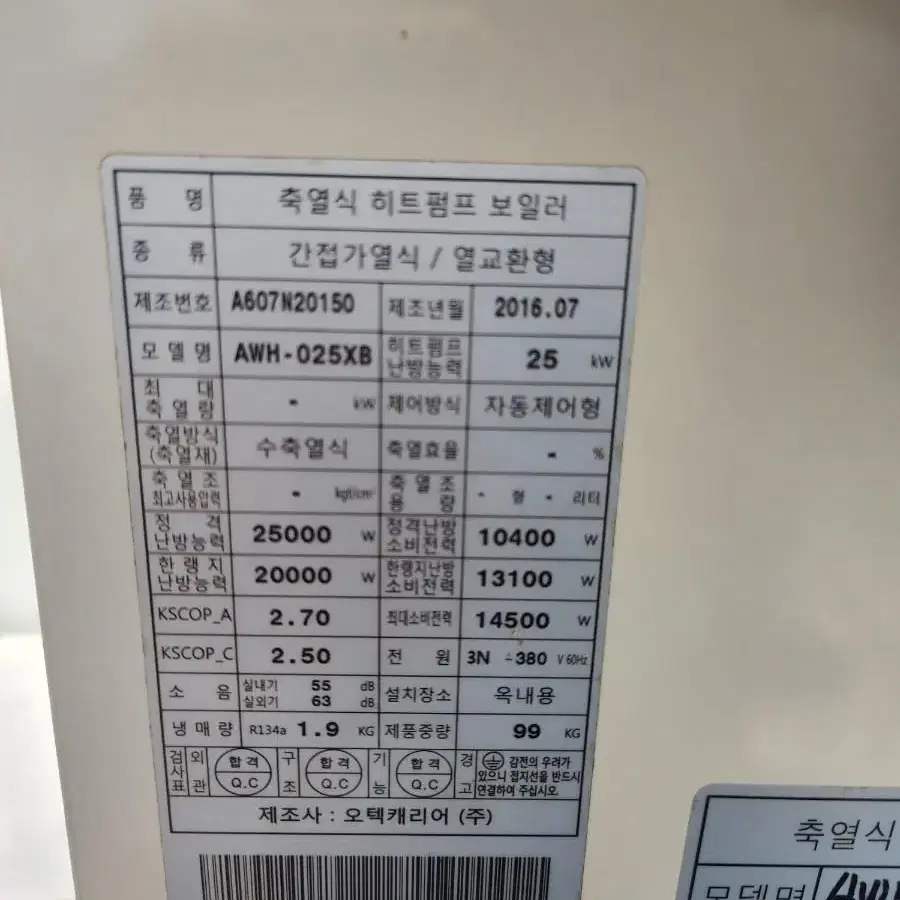 품 명 축열식 히트펌프 보일러
종 류 간접가열식 / 열교환형
제조번호 A607N20150 제조년월 2016.07
모 델 명 AWH-025XB 히트펌프 난방능력 25 kW
최 대 축 열 량 - kW 제어방식 자동제어형
축열방식 (축열재) 수축열식 축열효율 - %
축 열 조 최고사용압력 - kgf/cm² 축 열 조 용 량 - 형 - 리터
정 격 난방능력 25000 W 정격난방 소비전력 10400 W
한 랭 지 난방능력 20000 W 한랭지난방 소비전력 13100 W
KSCOP_A 2.70 최대소비전력 14500 W
KSCOP_C 2.50 전 원 3N ~380 V 60Hz
소 음 실내기 55 dB 실외기 63 dB 설치장소 옥내용
냉 매 량 R134a 1.9 KG 제품중량 99 KG
검사표 외관 합격 Q.C 구조 합격 Q.C 기능 합격 Q.C 경고 감전의 우려가 있으니 접지선을 반드시 연결하여 주십시오.
제조사 : 오텍캐리어 (주)
축열식
모델명